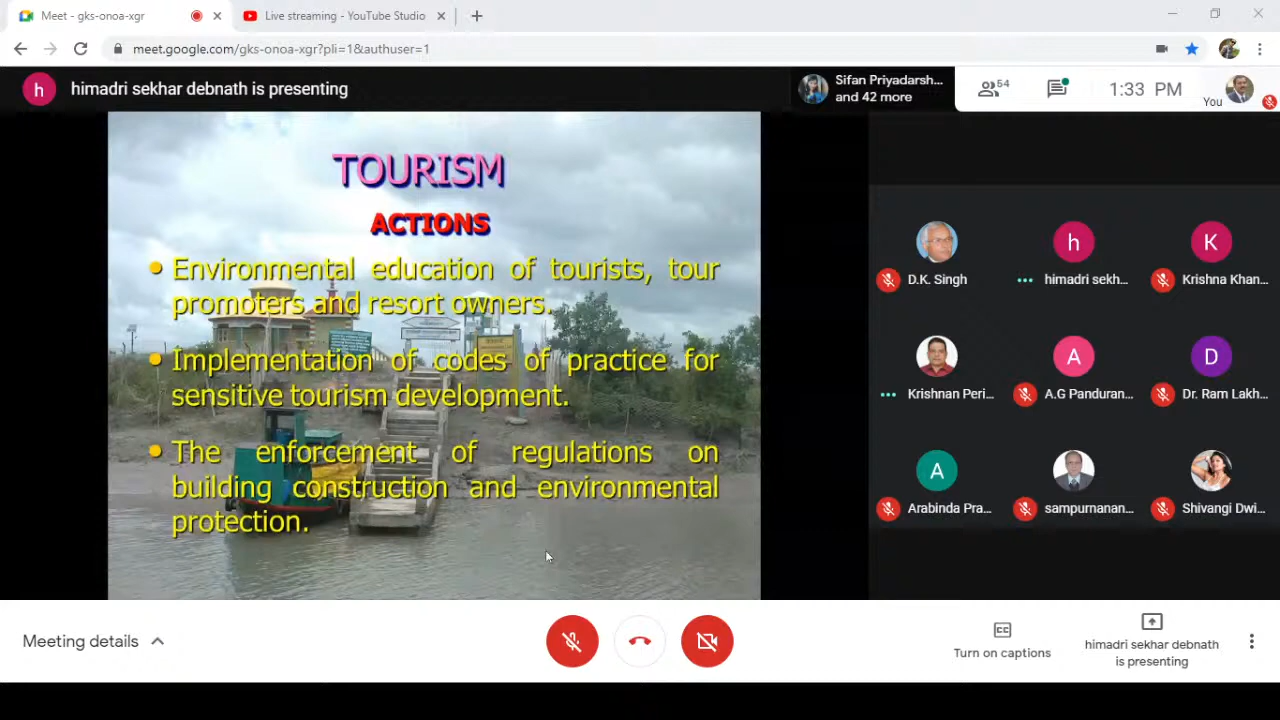 Meet - gks-onoa-xgr
Live streaming - YouTube Studio
meet.google.com/gks-onoa-xgr?pli=1&authuser=1
h
himadri sekhar debnath is presenting
Sifan Priyadarsh...
and 42 more
54
1:33 PM
You
TOURISM
ACTIONS
• Environmental education of tourists, tour
promoters and resort owners.
• Implementation of codes of practice for
sensitive tourism development.
• The enforcement of regulations on
building construction and environmental
protection.
h
K
D.K. Singh
himadri sekh...
Krishna Khan...
A
D
Krishnan Peri...
A.G Panduran...
Dr. Ram Lakh...
A
Arabinda Pra...
sampurnanan...
Shivangi Dwi...
Meeting details
CC
Turn on captions
himadri sekhar debnath
is presenting